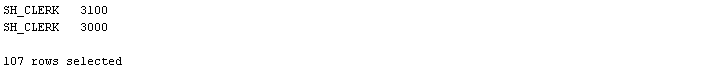 SH_CLERK   3100
SH_CLERK   3000
107 rows selected